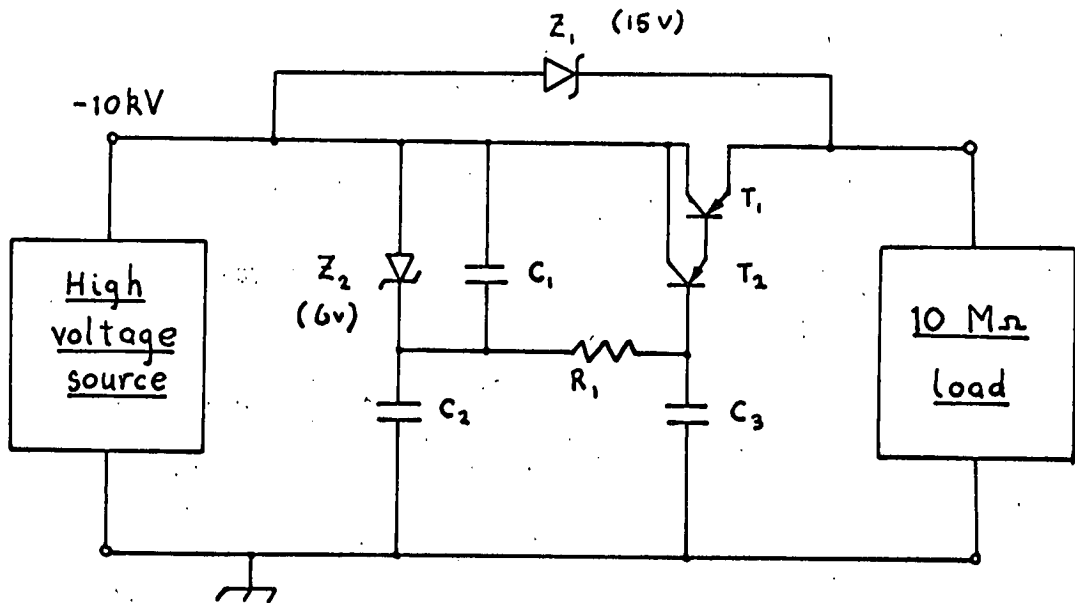 Z₁ (15 V)
-10kV
T₁
High
voltage
source
Z₂
(6v)
C₁
T₂
10 MΩ
load
R₁
C₂
C₃